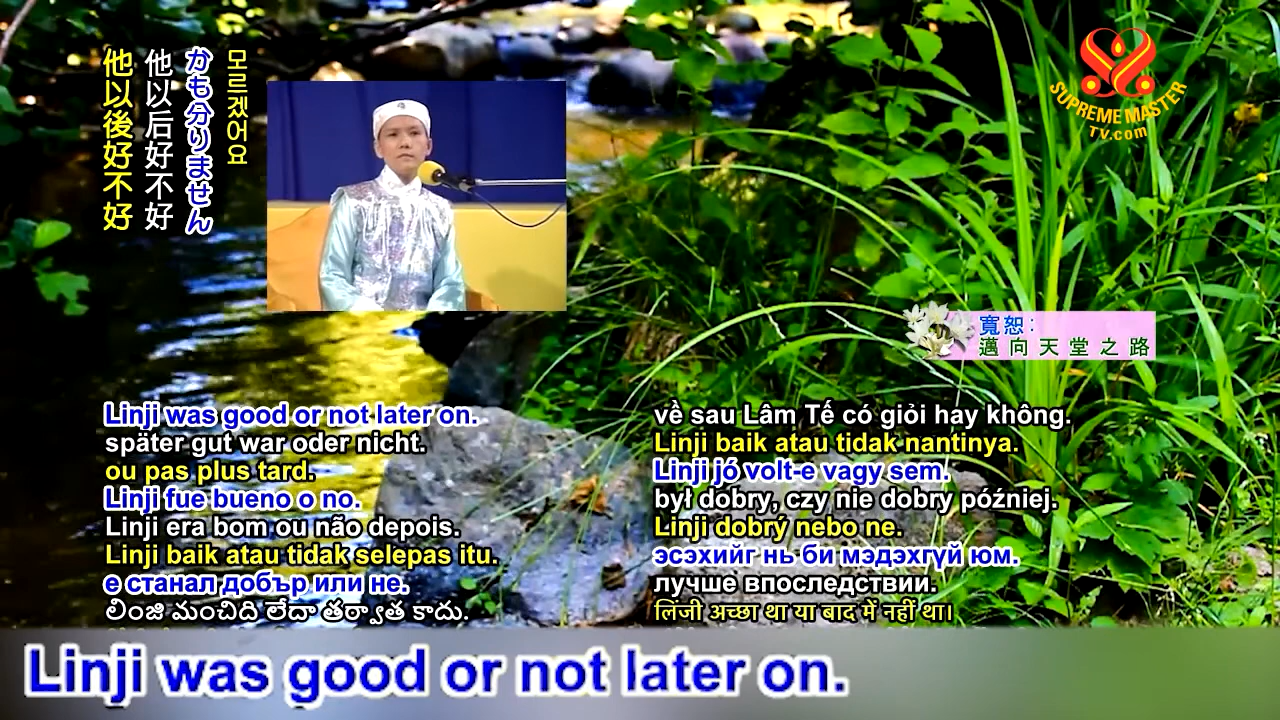 他以後好不好
他以后好不好
かも分りません
모르겠어요
SUPREME MASTER
TV.com
寬恕:
邁向天堂之路
Linji was good or not later on.
später gut war oder nicht.
ou pas plus tard.
Linji fue bueno o no.
Linji era bom ou não depois.
Linji baik atau tidak selepas itu.
е станал добър или не.
లింజి మంచిది లేదా తర్వాత కాదు.
về sau Lâm Tế có giỏi hay không.
Linji baik atau tidak nantinya.
Linji jó volt-e vagy sem.
był dobry, czy nie dobry później.
Linji dobrý nebo ne.
эсэхийг нь би мэдэхгүй юм.
лучше впоследствии.
लिंजी अच्छा था या बाद में नहीं था।
Linji was good or not later on.